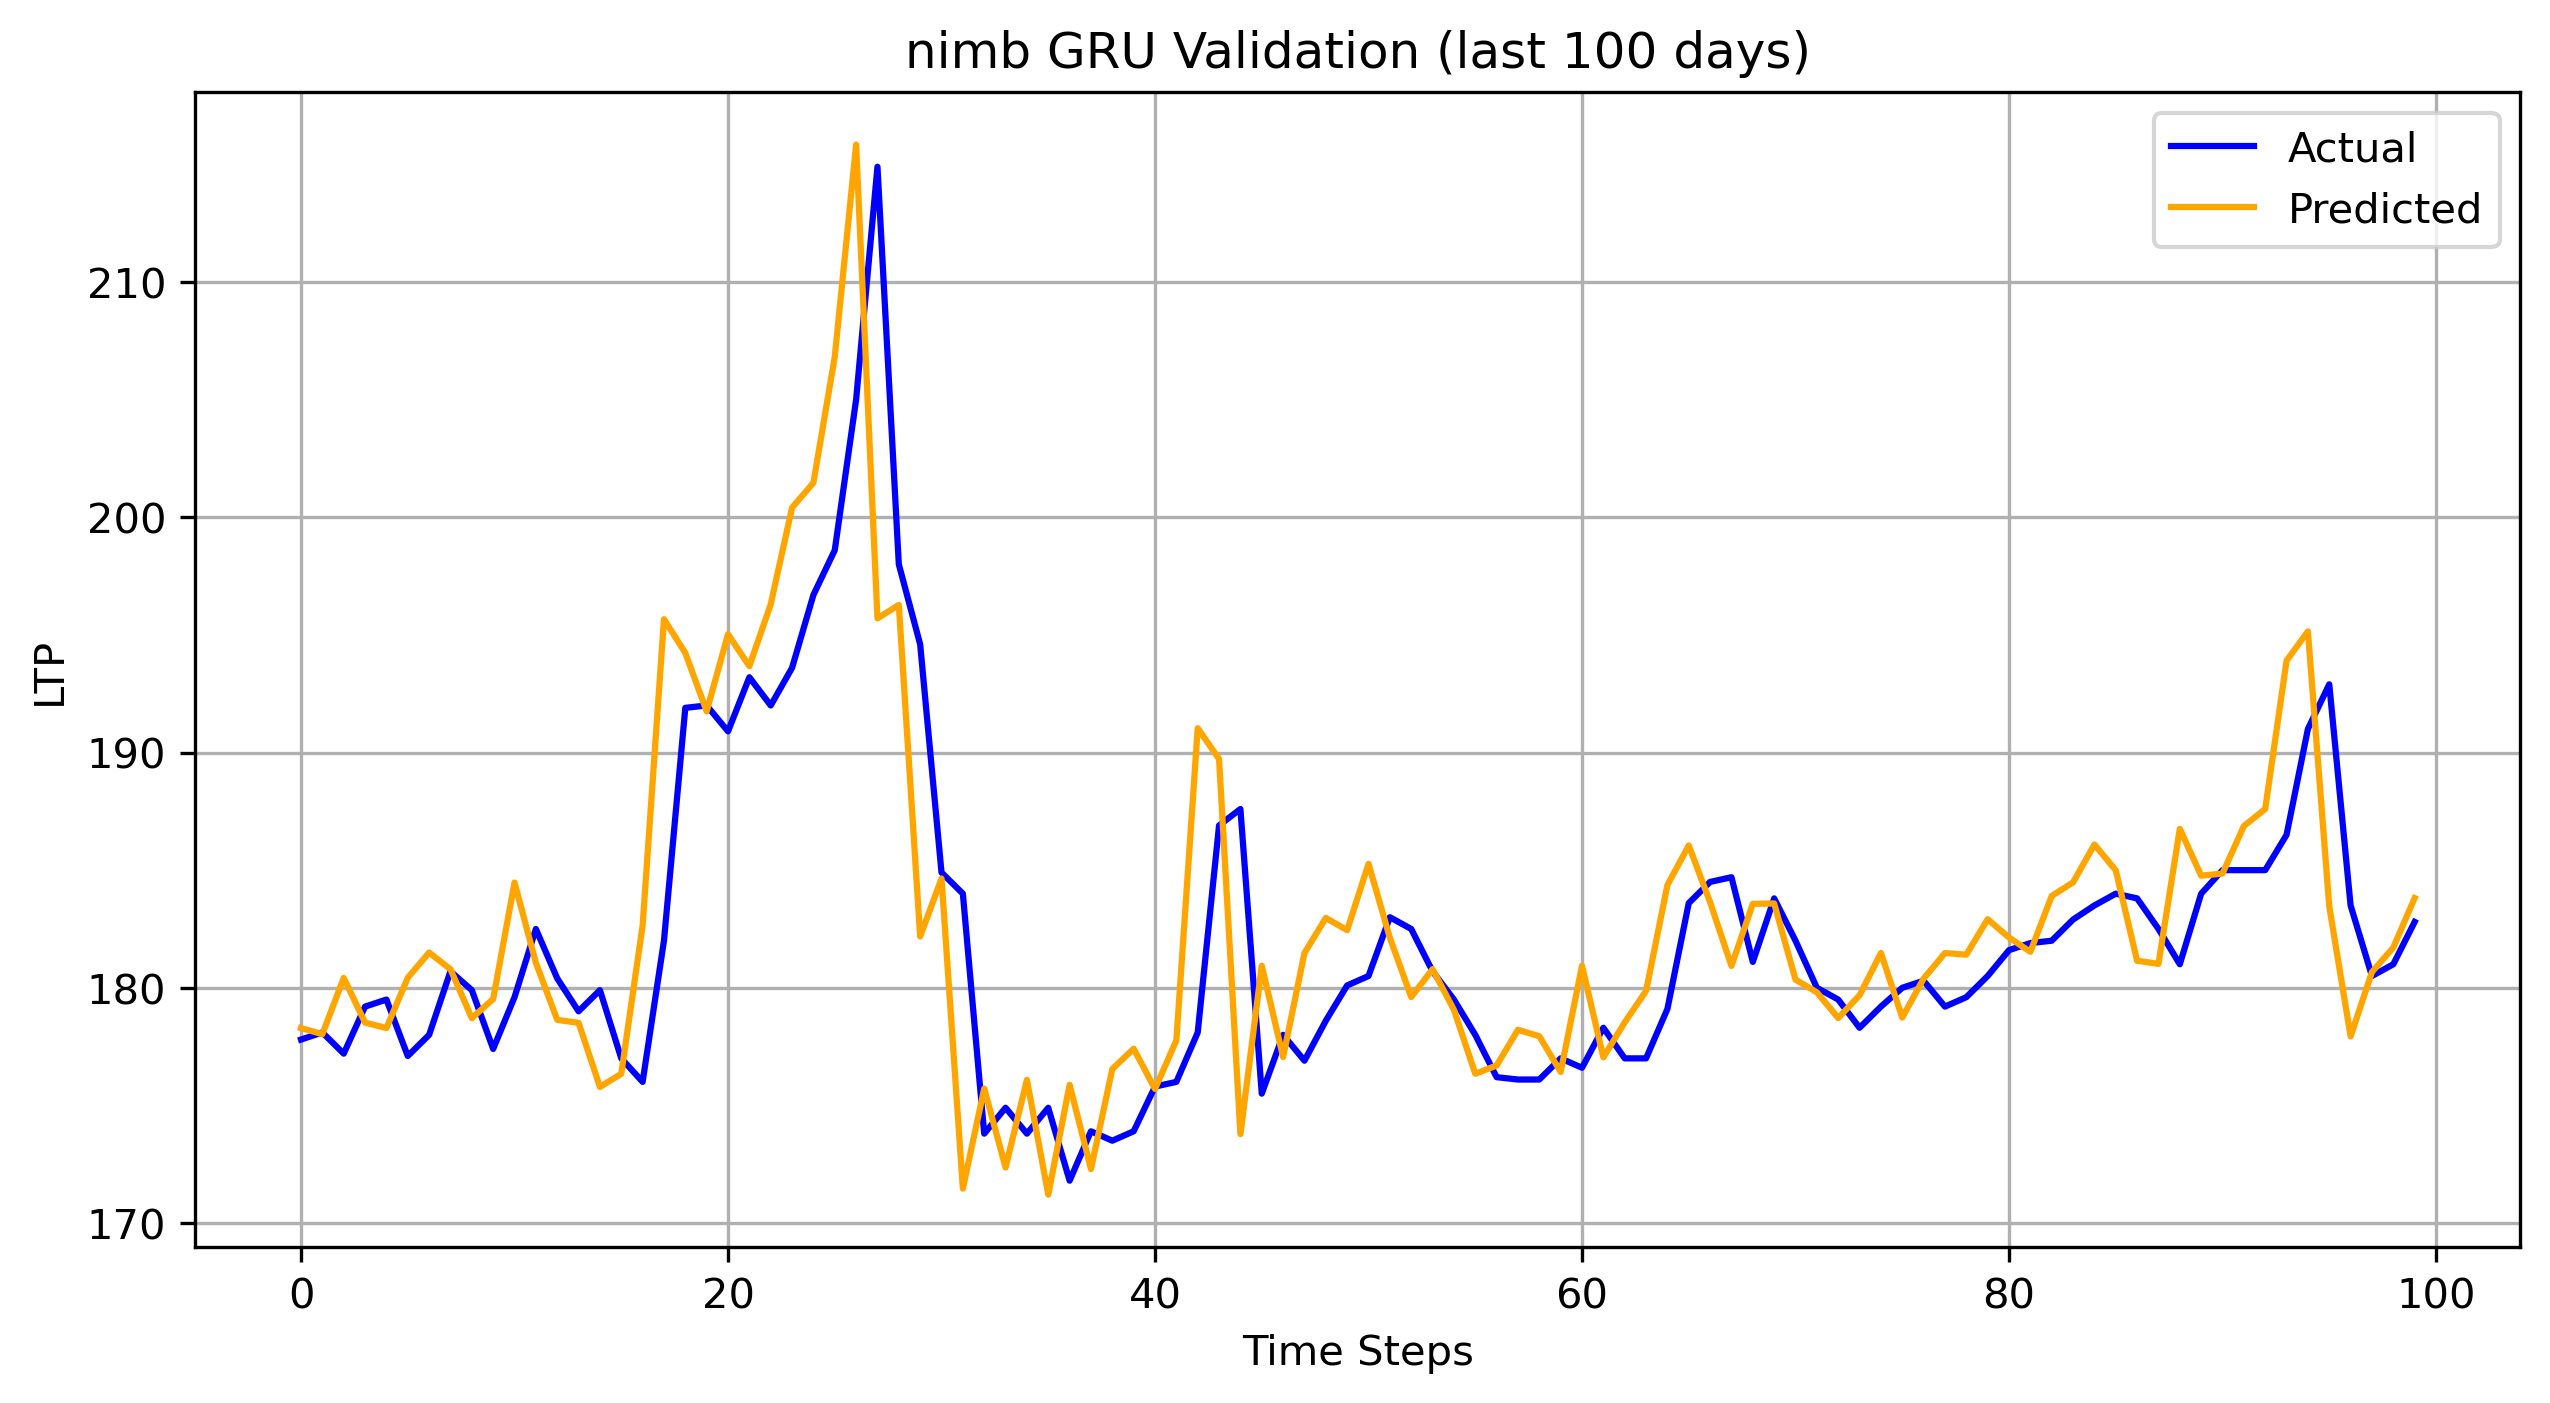 nimb GRU Validation (last 100 days)
Actual
Predicted
210
200
190
180
170
LTP
0 20 40 60 80 100
Time Steps